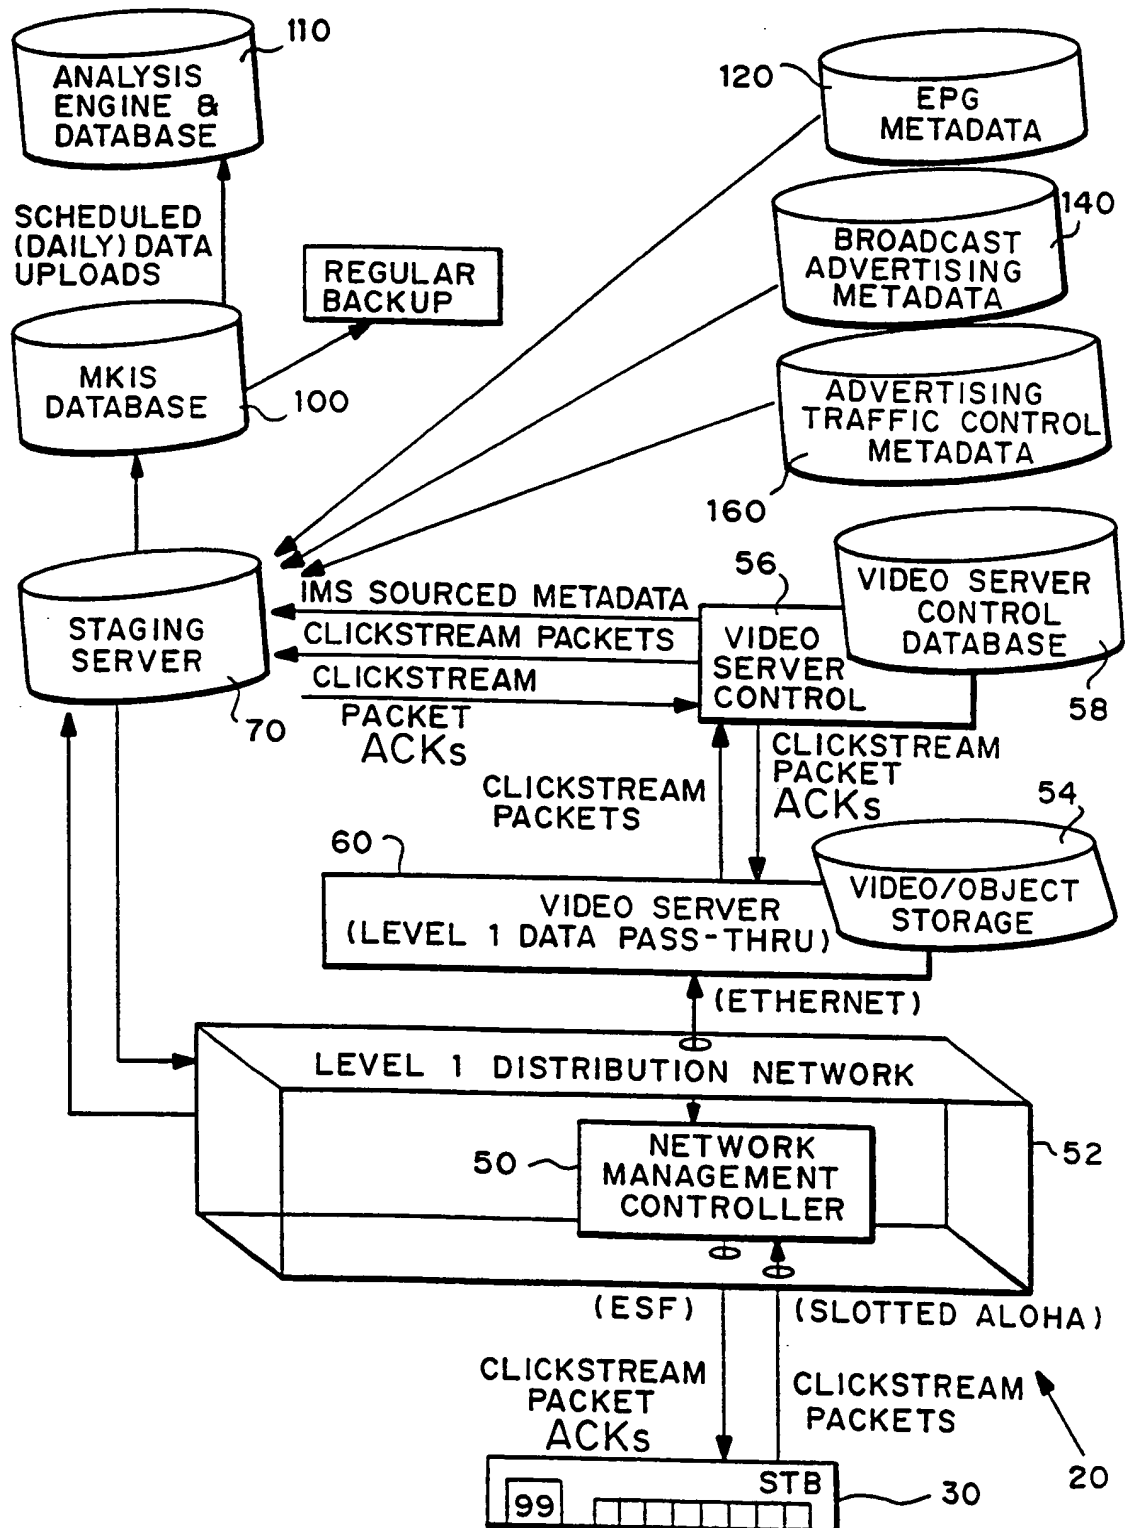 110
ANALYSIS
ENGINE &
DATABASE
120
EPG
METADATA
SCHEDULED
(DAILY) DATA
UPLOADS
140
BROADCAST
ADVERTISING
METADATA
REGULAR
BACKUP
MKIS
DATABASE
100
ADVERTISING
TRAFFIC CONTROL
METADATA
160
STAGING
SERVER
70
IMS SOURCED METADATA
CLICKSTREAM PACKETS
CLICKSTREAM
PACKET
ACKs
56
VIDEO
SERVER
CONTROL
VIDEO SERVER
CONTROL
DATABASE
58
CLICKSTREAM
PACKETS
CLICKSTREAM
PACKET
ACKs
54
VIDEO/OBJECT
STORAGE
60
VIDEO SERVER
(LEVEL 1 DATA PASS-THRU)
(ETHERNET)
LEVEL 1 DISTRIBUTION NETWORK
50
NETWORK
MANAGEMENT
CONTROLLER
52
(ESF)
(SLOTTED ALOHA)
CLICKSTREAM
PACKET
ACKs
CLICKSTREAM
PACKETS
20
STB
99
30